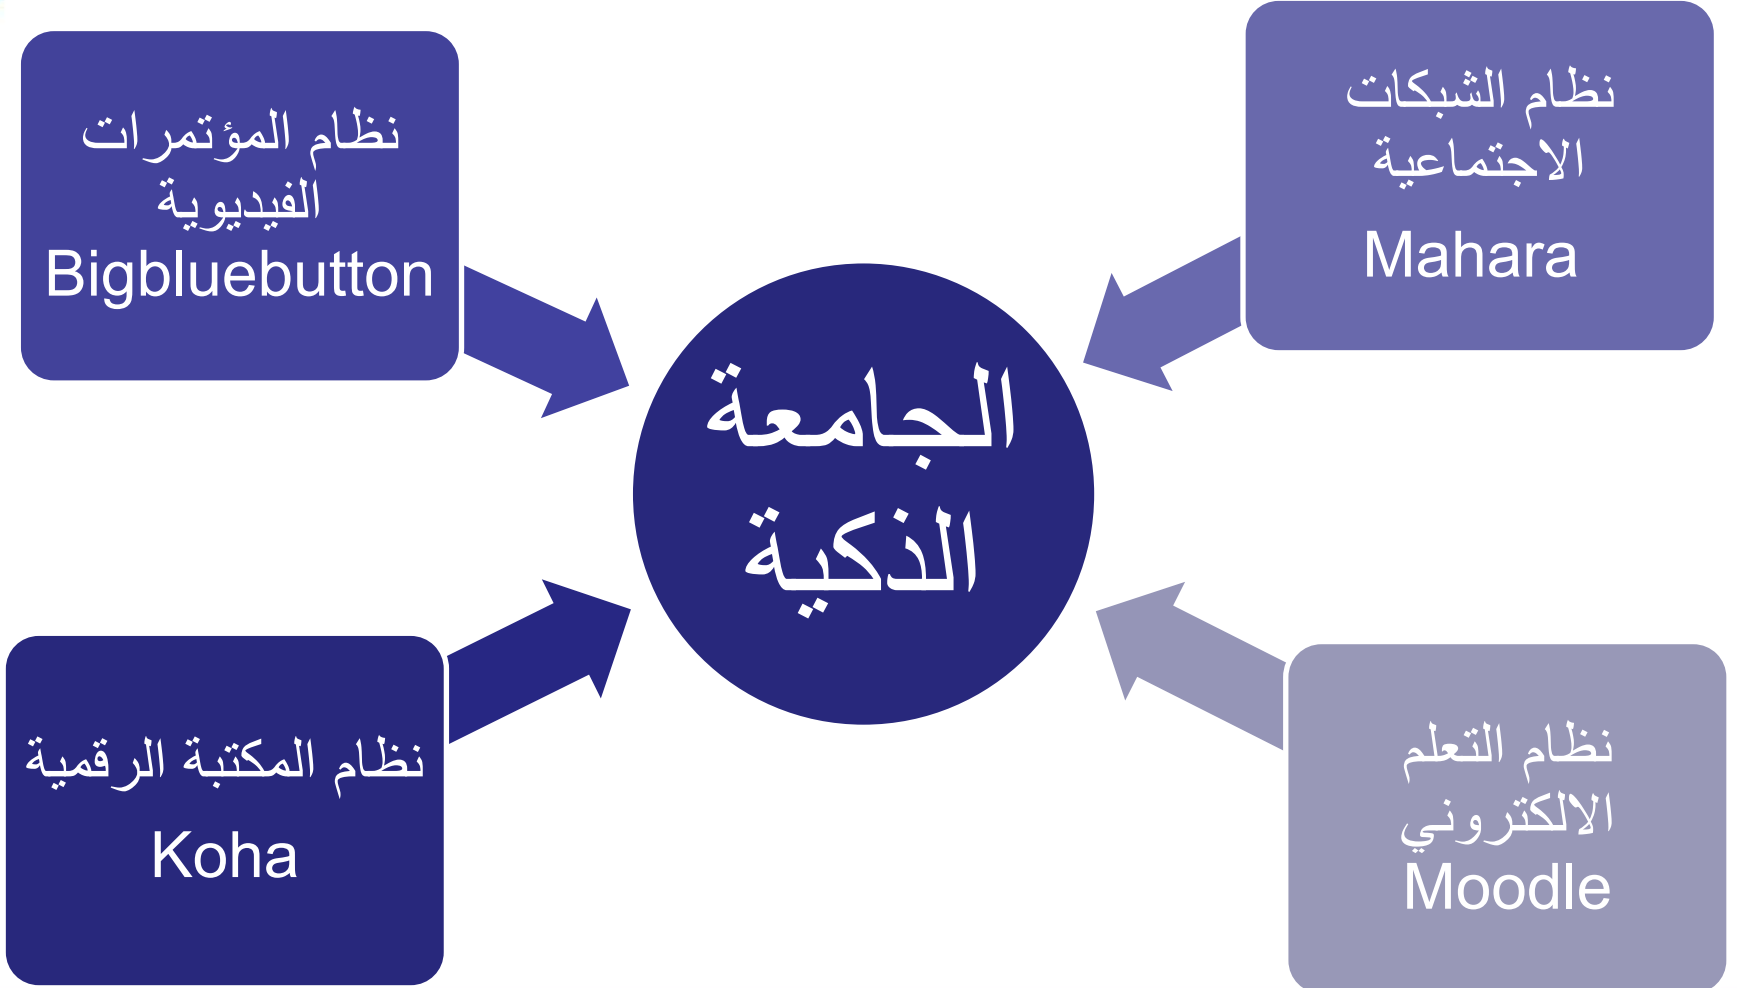 نظام الشبكات
الاجتماعية
Mahara
نظام المؤتمرات
الفيديوية
Bigbluebutton
الجامعة
الذكية
نظام التعلم
الالكتروني
Moodle
نظام المكتبة الرقمية
Koha